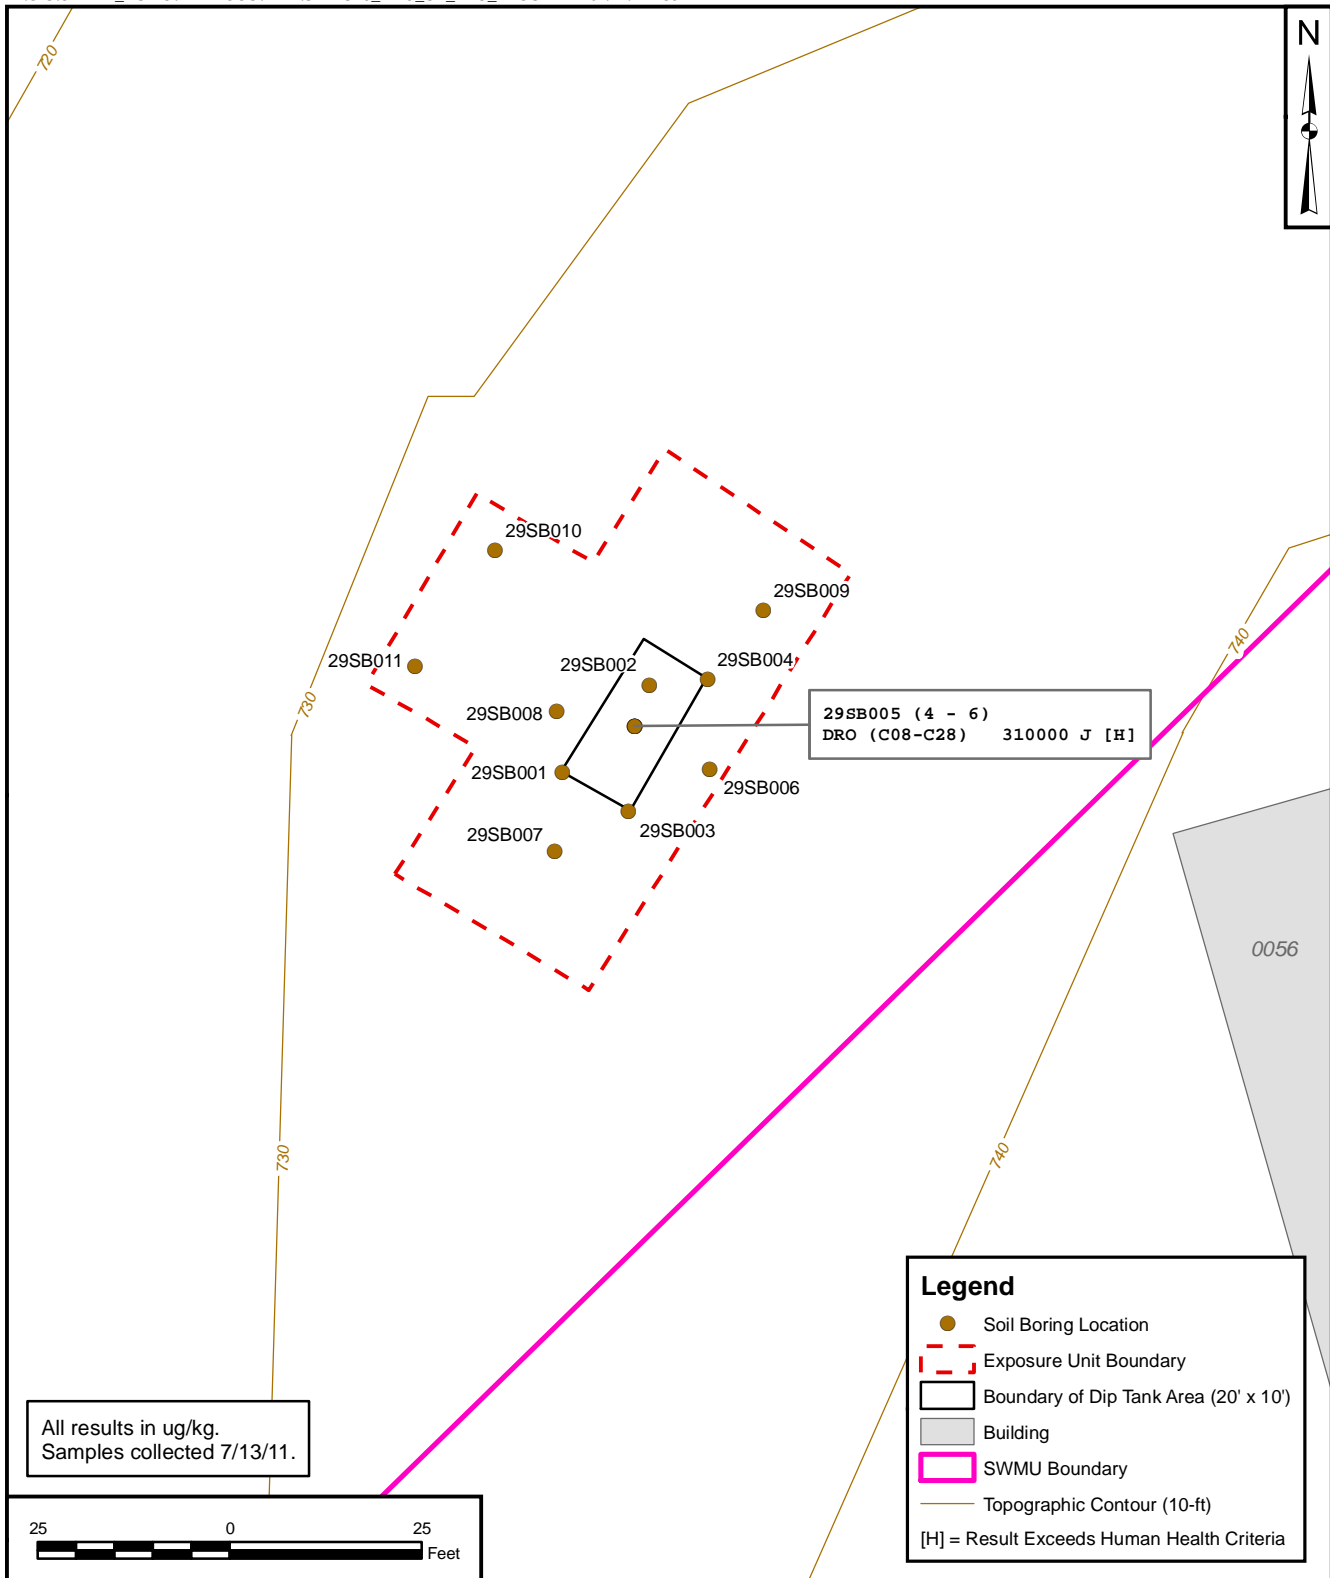 720
N
29SB010
29SB009
29SB011
29SB002
29SB004
740
730
29SB008
29SB005 (4 - 6)
DRO (C08-C28) 310000 J [H]
29SB001
29SB006
29SB003
29SB007
0056
730
740
Legend
Soil Boring Location
Exposure Unit Boundary
Boundary of Dip Tank Area (20' x 10')
Building
SWMU Boundary
Topographic Contour (10-ft)
[H] = Result Exceeds Human Health Criteria
All results in ug/kg.
Samples collected 7/13/11.
25 0 25
Feet